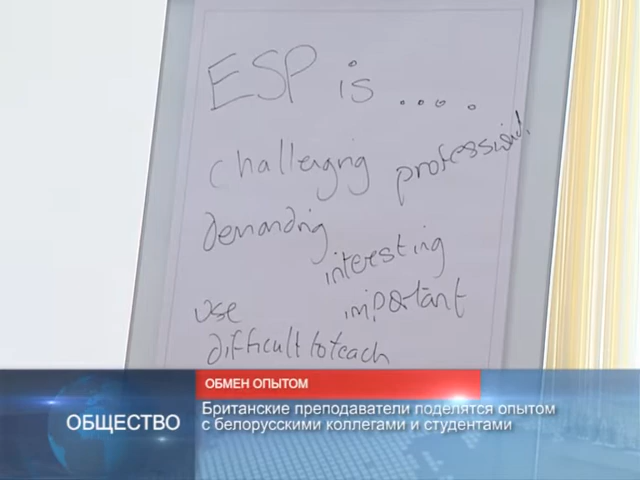 ESP is .....
challenging professional
demanding
interesting
use important
difficult to teach
ОБМЕН ОПЫТОМ
ОБЩЕСТВО
Британские преподаватели поделятся опытом
с белорусскими коллегами и студентами